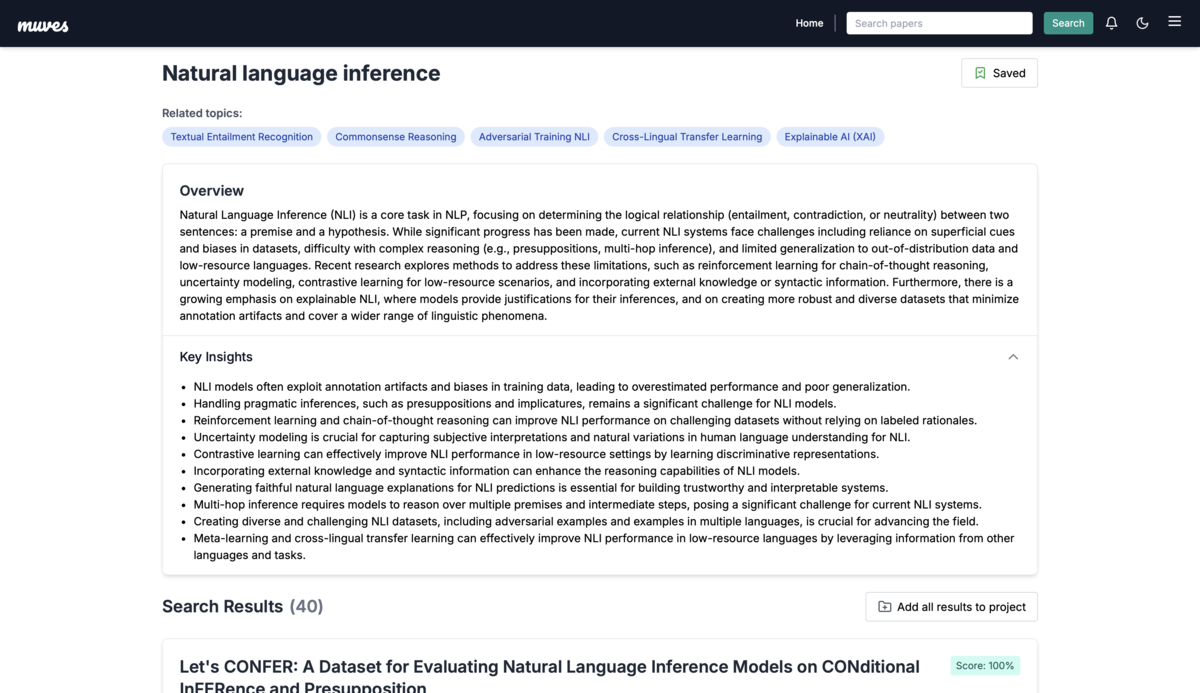 muves
Home
Search papers
Search
Natural language inference
Saved
Related topics:
Textual Entailment Recognition
Commonsense Reasoning
Adversarial Training NLI
Cross-Lingual Transfer Learning
Explainable AI (XAI)
Overview
Natural Language Inference (NLI) is a core task in NLP, focusing on determining the logical relationship (entailment, contradiction, or neutrality) between two
sentences: a premise and a hypothesis. While significant progress has been made, current NLI systems face challenges including reliance on superficial cues
and biases in datasets, difficulty with complex reasoning (e.g., presuppositions, multi-hop inference), and limited generalization to out-of-distribution data and
low-resource languages. Recent research explores methods to address these limitations, such as reinforcement learning for chain-of-thought reasoning,
uncertainty modeling, contrastive learning for low-resource scenarios, and incorporating external knowledge or syntactic information. Furthermore, there is a
growing emphasis on explainable NLI, where models provide justifications for their inferences, and on creating more robust and diverse datasets that minimize
annotation artifacts and cover a wider range of linguistic phenomena.
Key Insights
• NLI models often exploit annotation artifacts and biases in training data, leading to overestimated performance and poor generalization.
• Handling pragmatic inferences, such as presuppositions and implicatures, remains a significant challenge for NLI models.
• Reinforcement learning and chain-of-thought reasoning can improve NLI performance on challenging datasets without relying on labeled rationales.
• Uncertainty modeling is crucial for capturing subjective interpretations and natural variations in human language understanding for NLI.
• Contrastive learning can effectively improve NLI performance in low-resource settings by learning discriminative representations.
• Incorporating external knowledge and syntactic information can enhance the reasoning capabilities of NLI models.
• Generating faithful natural language explanations for NLI predictions is essential for building trustworthy and interpretable systems.
• Multi-hop inference requires models to reason over multiple premises and intermediate steps, posing a significant challenge for current NLI systems.
• Creating diverse and challenging NLI datasets, including adversarial examples and examples in multiple languages, is crucial for advancing the field.
• Meta-learning and cross-lingual transfer learning can effectively improve NLI performance in low-resource languages by leveraging information from other
languages and tasks.
Search Results (40)
Add all results to project
Let's CONFER: A Dataset for Evaluating Natural Language Inference Models on CONditional
InFERence and Presupposition
Score: 100%